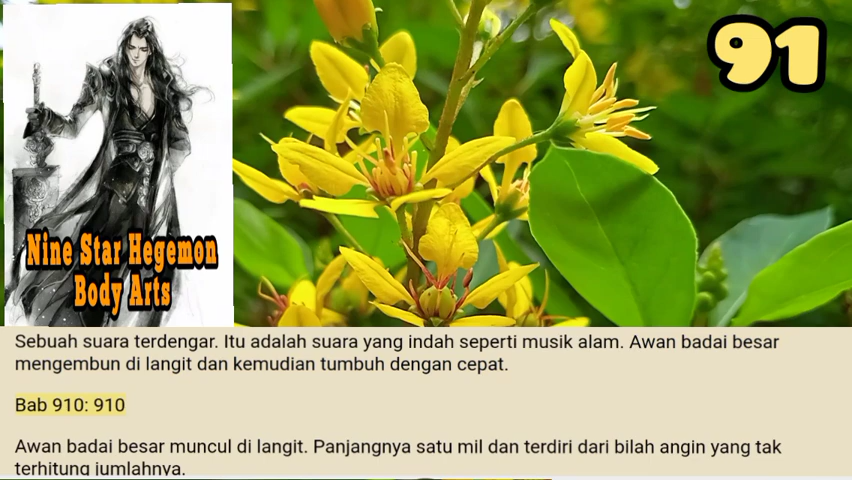 91
Nine Star Hegemon
Body Arts
Sebuah suara terdengar. Itu adalah suara yang indah seperti musik alam. Awan badai besar
mengembun di langit dan kemudian tumbuh dengan cepat.
Bab 910: 910
Awan badai besar muncul di langit. Panjangnya satu mil dan terdiri dari bilah angin yang tak
terhitung jumlahnya.